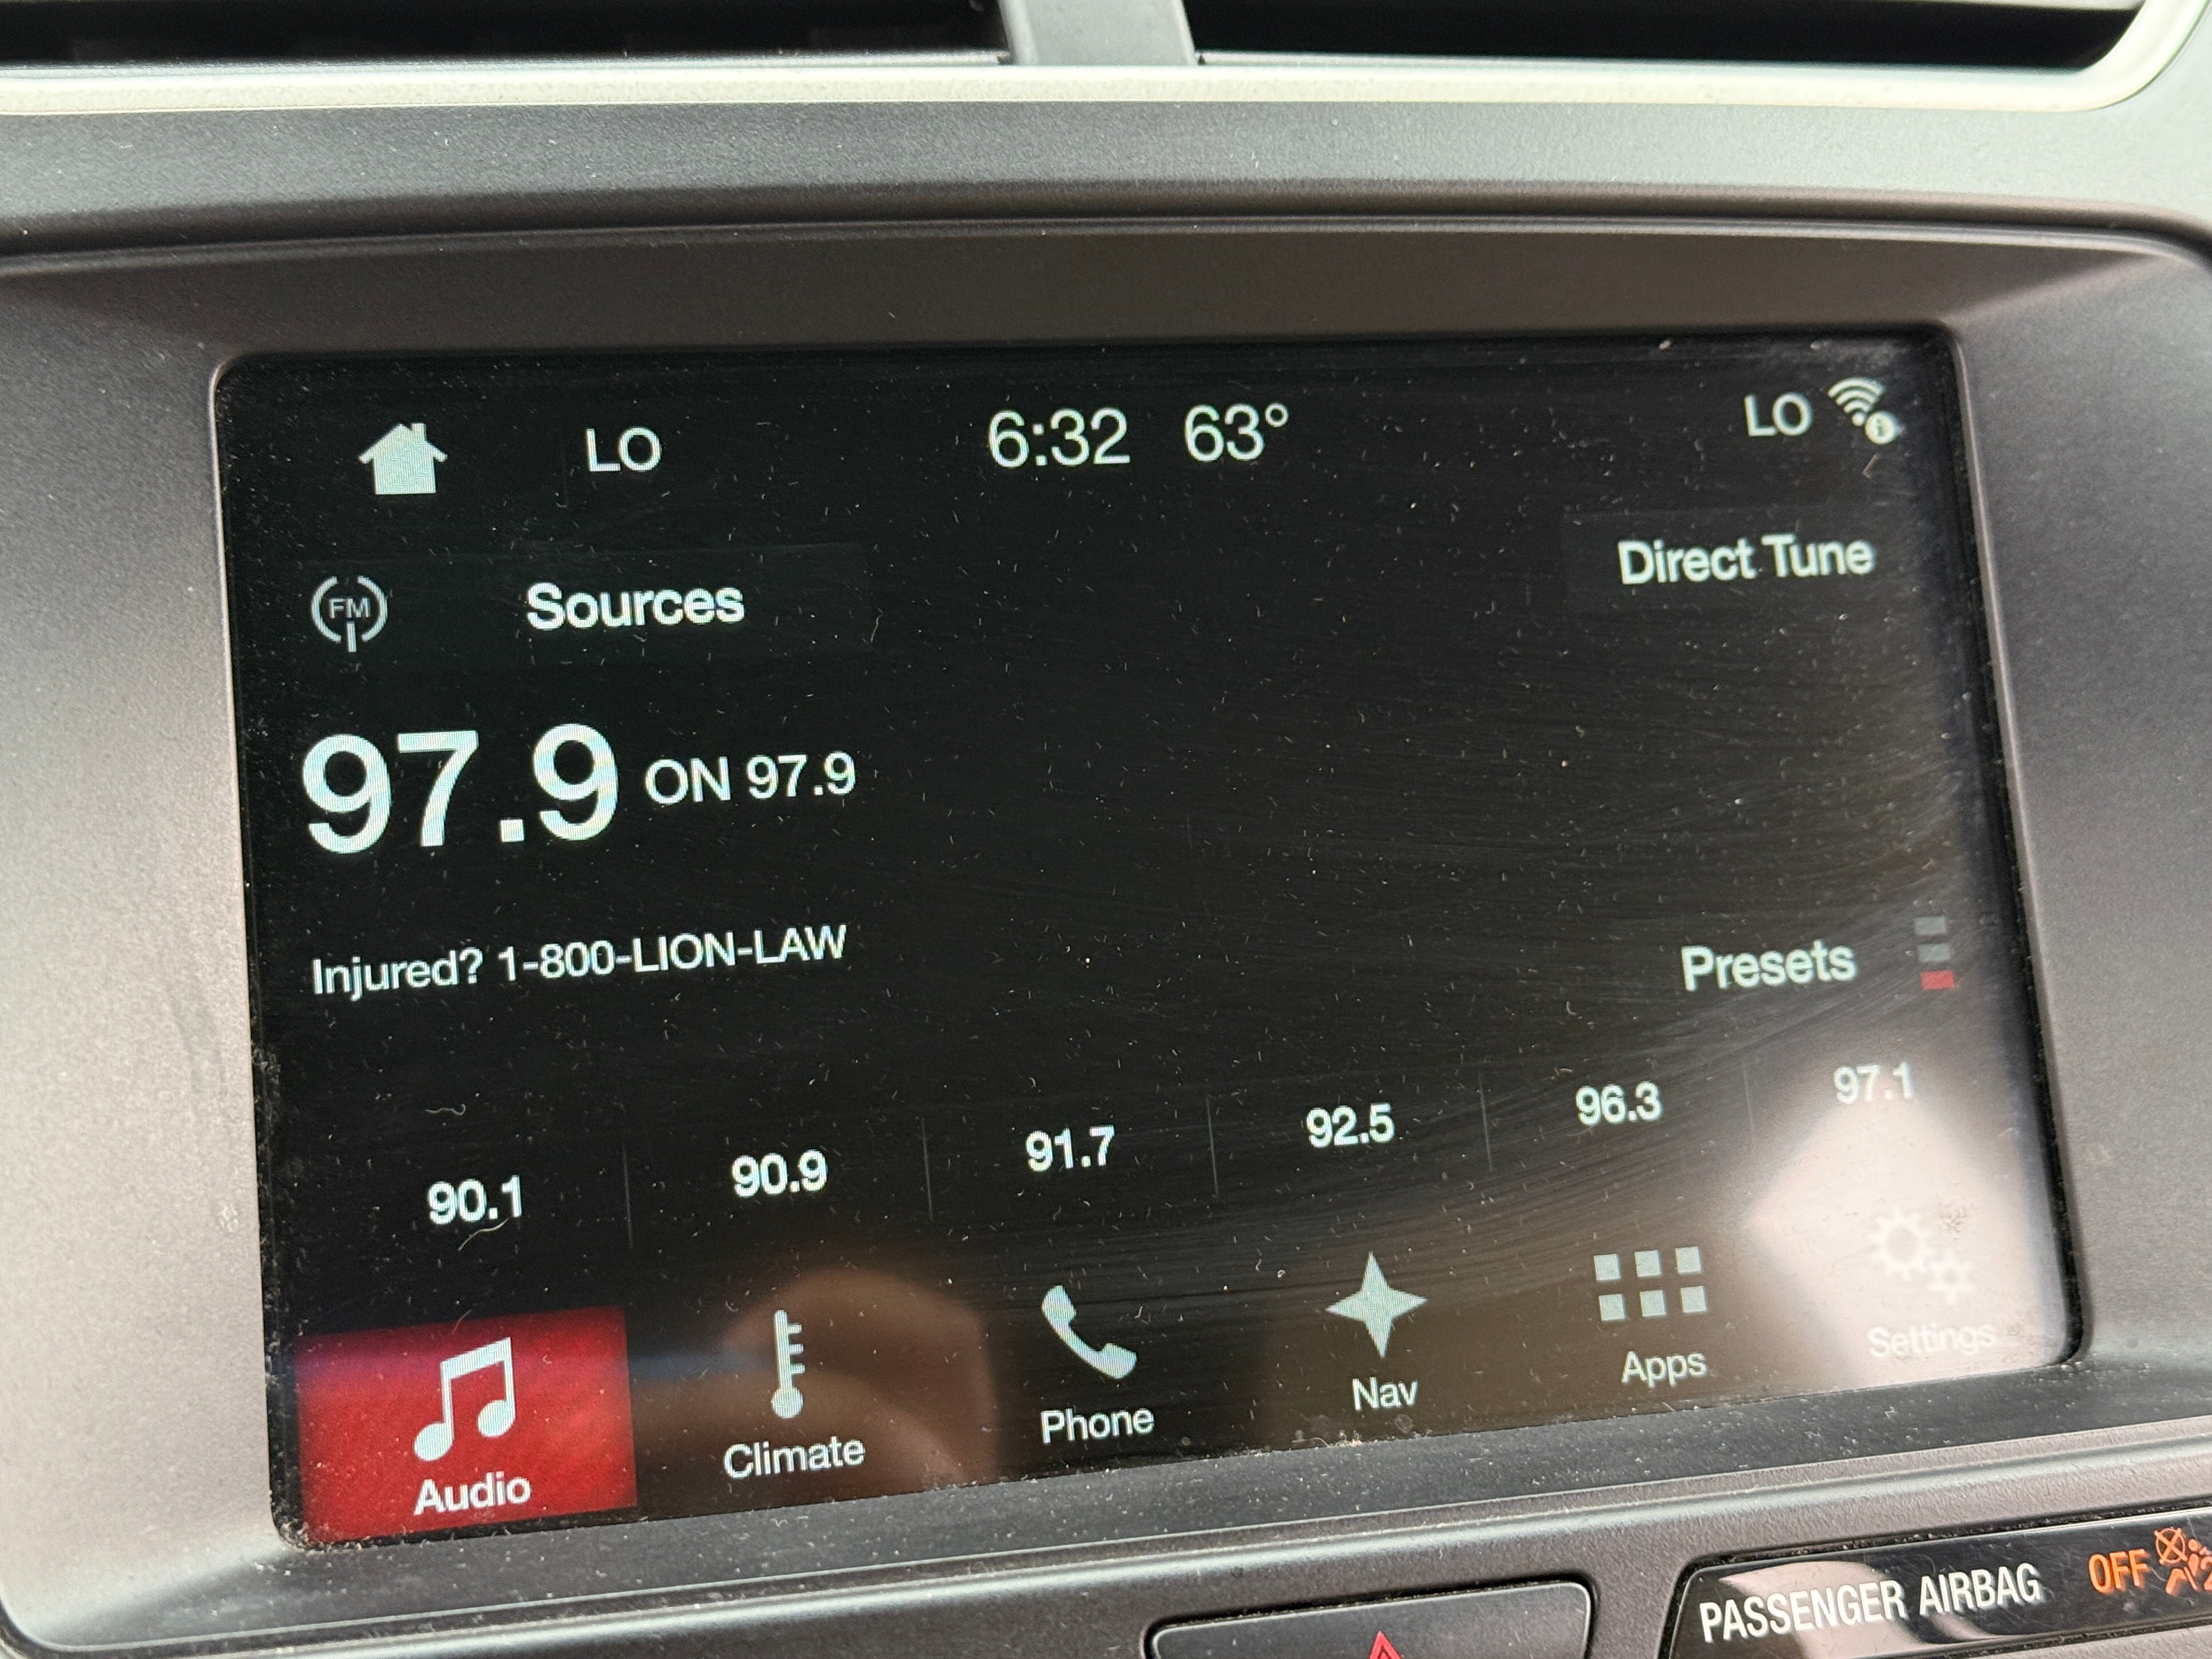 LO 6:32 63° LO
FM Sources Direct Tune
97.9 ON 97.9
Injured? 1-800-LION-LAW
Presets
90.1 90.9 91.7 92.5 96.3 97.1
Audio Climate Phone Nav Apps Settings
PASSENGER AIRBAG OFF